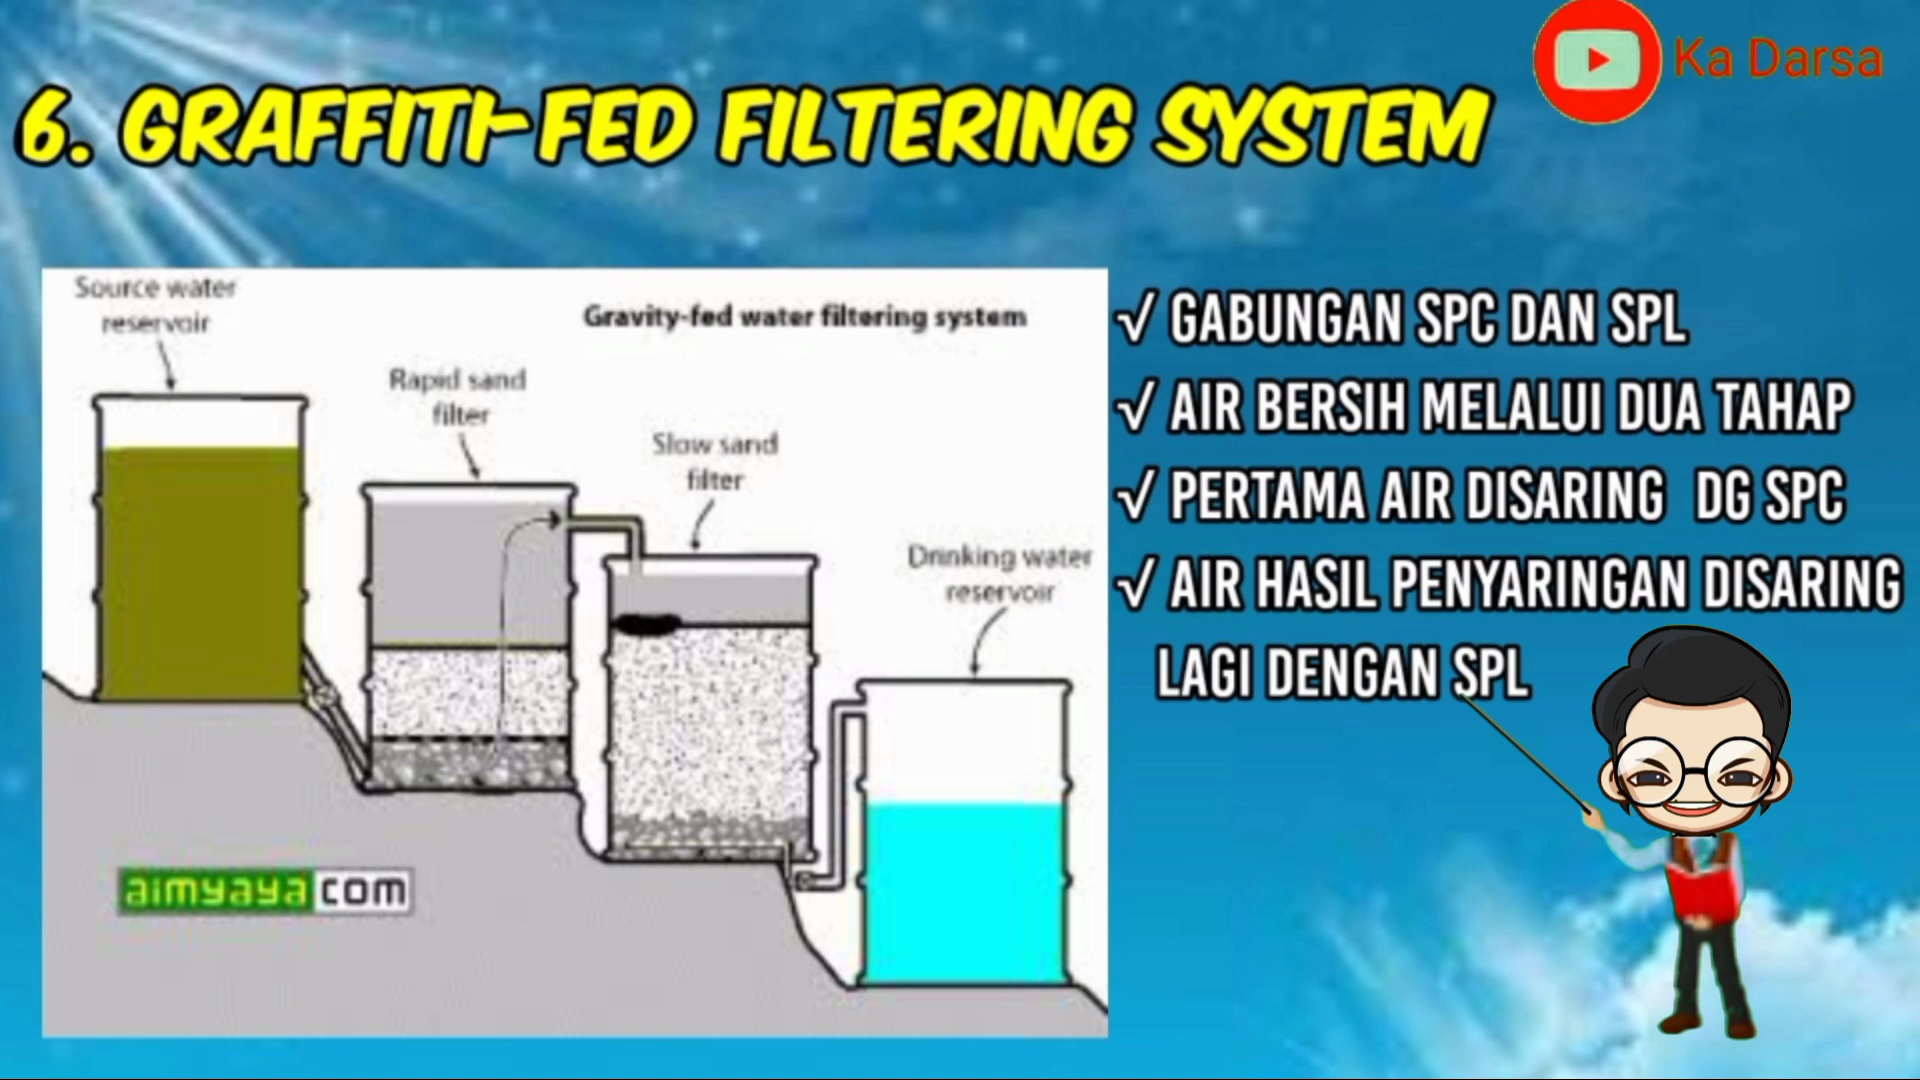 Ka Darsa
6. GRAFFITI-FED FILTERING SYSTEM
Source water
reservoir
Gravity-fed water filtering system
Rapid sand
filter
Slow sand
filter
Drinking water
reservoir
aimyaya com
√ GABUNGAN SPC DAN SPL
√ AIR BERSIH MELALUI DUA TAHAP
√ PERTAMA AIR DISARING DG SPC
√ AIR HASIL PENYARINGAN DISARING
LAGI DENGAN SPL